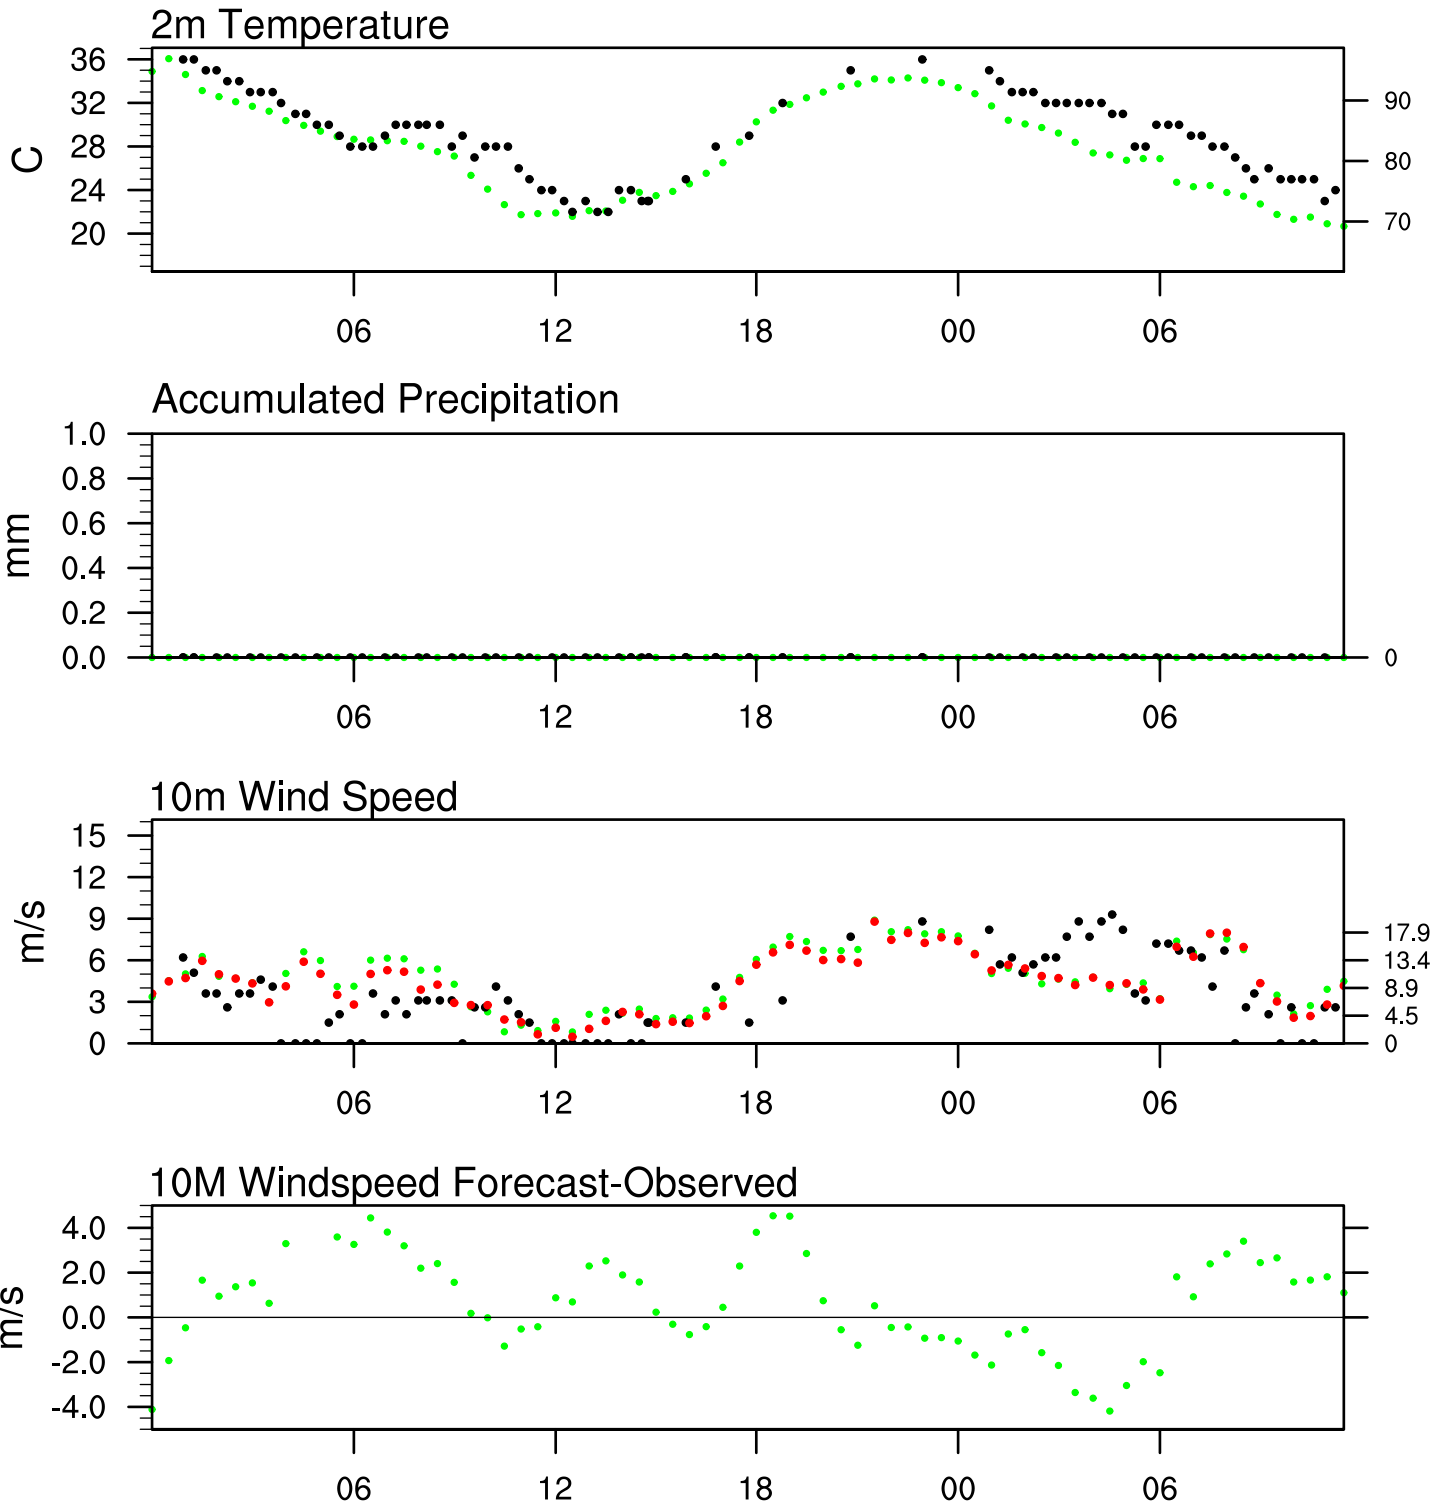 2m Temperature
36
32
28
24
20
C
90
80
70
06 12 18 00 06
Accumulated Precipitation
1.0
0.8
0.6
0.4
0.2
0.0
mm
0
06 12 18 00 06
10m Wind Speed
15
12
9
6
3
0
m/s
17.9
13.4
8.9
4.5
0
06 12 18 00 06
10M Windspeed Forecast-Observed
4.0
2.0
0.0
-2.0
-4.0
m/s
06 12 18 00 06